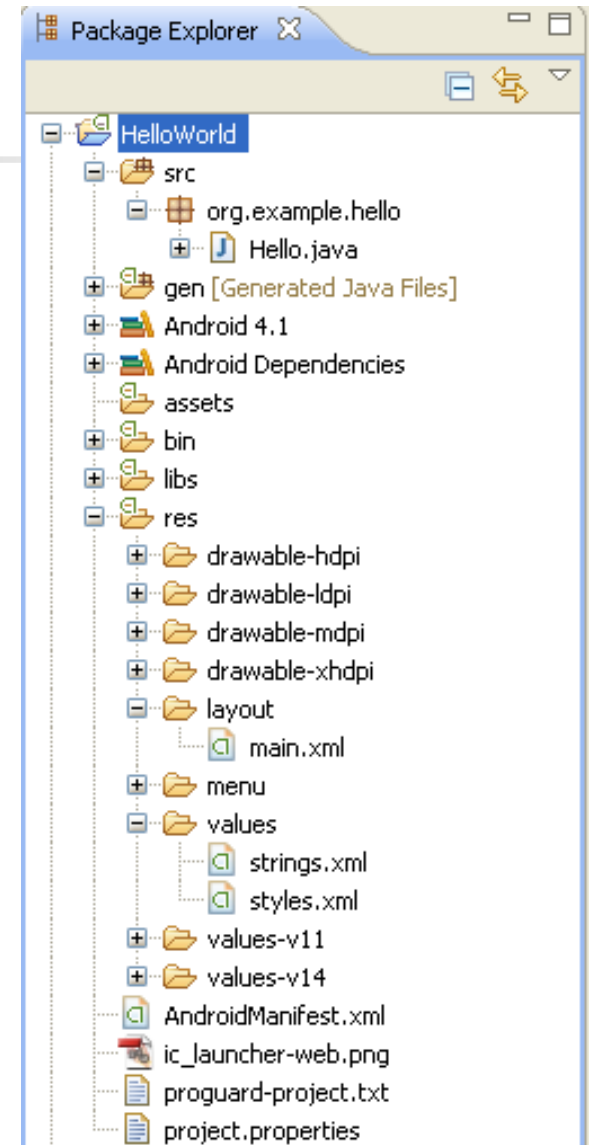 Package Explorer
HelloWorld
src
org.example.hello
Hello.java
gen [Generated Java Files]
Android 4.1
Android Dependencies
assets
bin
libs
res
drawable-hdpi
drawable-ldpi
drawable-mdpi
drawable-xhdpi
layout
main.xml
menu
values
strings.xml
styles.xml
values-v11
values-v14
AndroidManifest.xml
ic_launcher-web.png
proguard-project.txt
project.properties